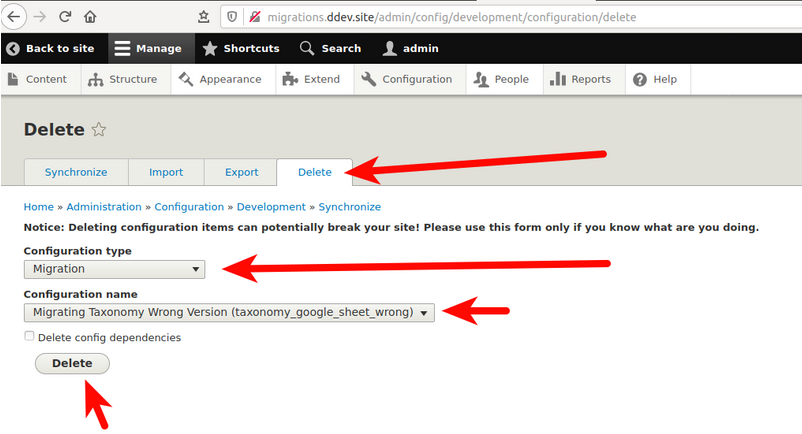 migrations.ddev.site/admin/config/development/configuration/delete
Back to site Manage Shortcuts Search admin
Content Structure Appearance Extend Configuration People Reports Help
Delete
Synchronize Import Export Delete
Home » Administration » Configuration » Development » Synchronize
Notice: Deleting configuration items can potentially break your site! Please use this form only if you know what are you doing.
Configuration type
Migration
Configuration name
Migrating Taxonomy Wrong Version (taxonomy_google_sheet_wrong)
Delete config dependencies
Delete